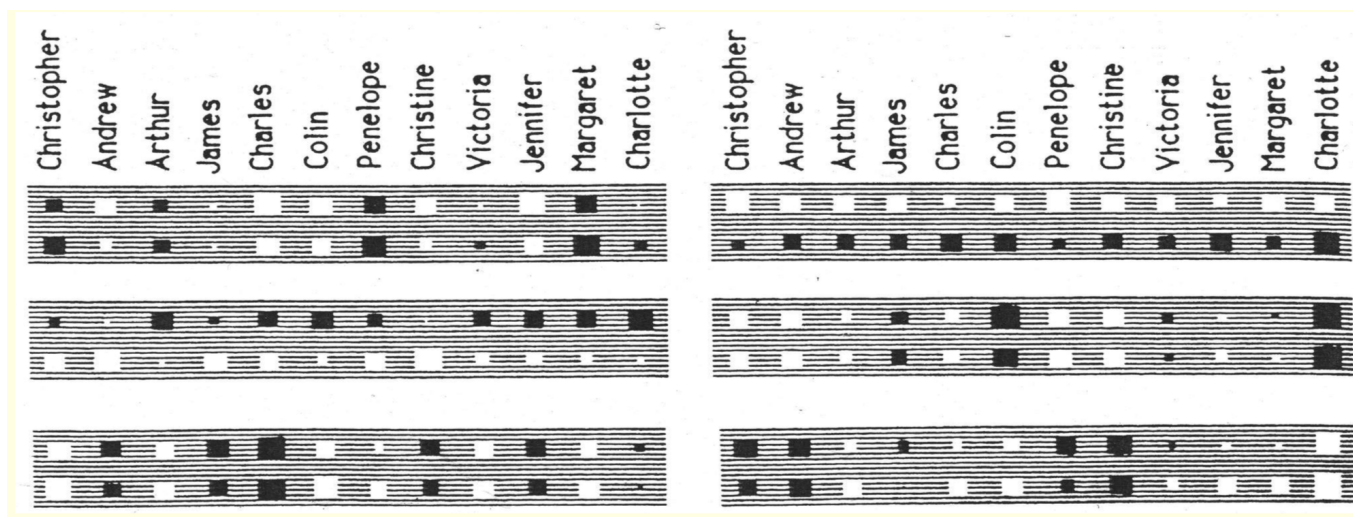 Christopher
Andrew
Arthur
James
Charles
Colin
Penelope
Christine
Victoria
Jennifer
Margaret
Charlotte
Christopher
Andrew
Arthur
James
Charles
Colin
Penelope
Christine
Victoria
Jennifer
Margaret
Charlotte